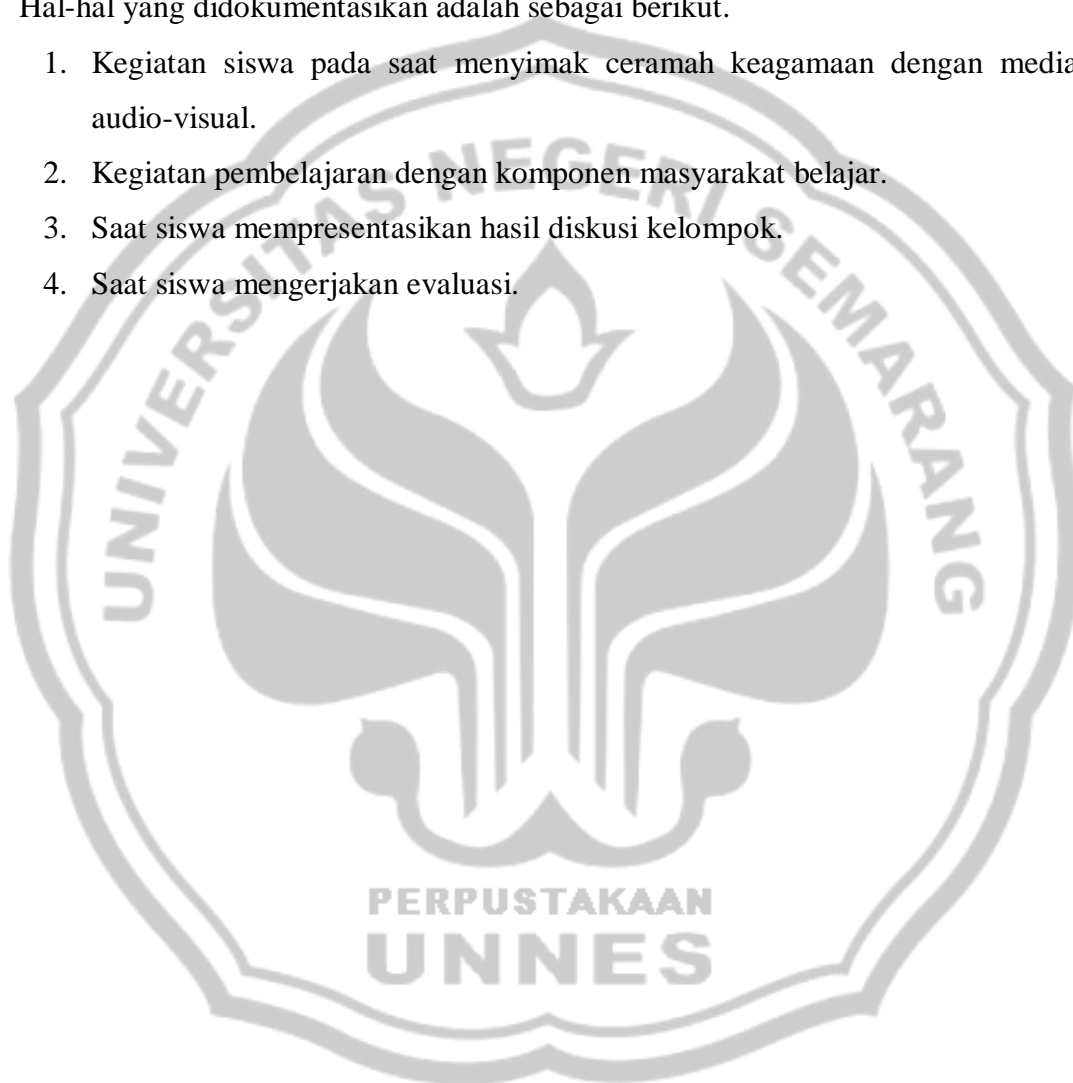 Hal-hal yang didokumentasikan adalah sebagai berikut.
1. Kegiatan siswa pada saat menyimak ceramah keagamaan dengan media
audio-visual.
2. Kegiatan pembelajaran dengan komponen masyarakat belajar.
3. Saat siswa mempresentasikan hasil diskusi kelompok.
4. Saat siswa mengerjakan evaluasi.
UNIVERSITAS NEGERI SEMARANG
PERPUSTAKAAN
UNNES